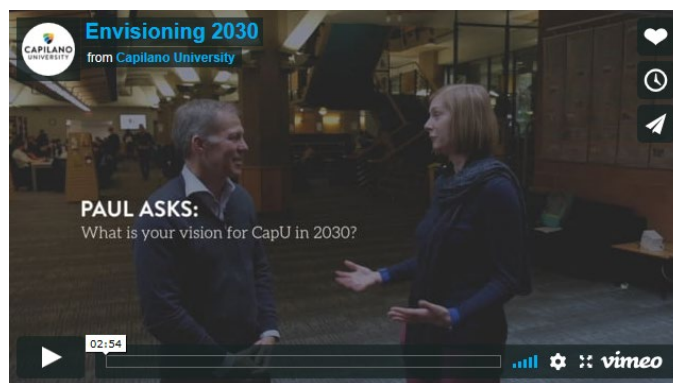 Envisioning 2030
from Capilano University
CAPILANO
UNIVERSITY
PAUL ASKS:
What is your vision for CapU in 2030?
02:54
vimeo